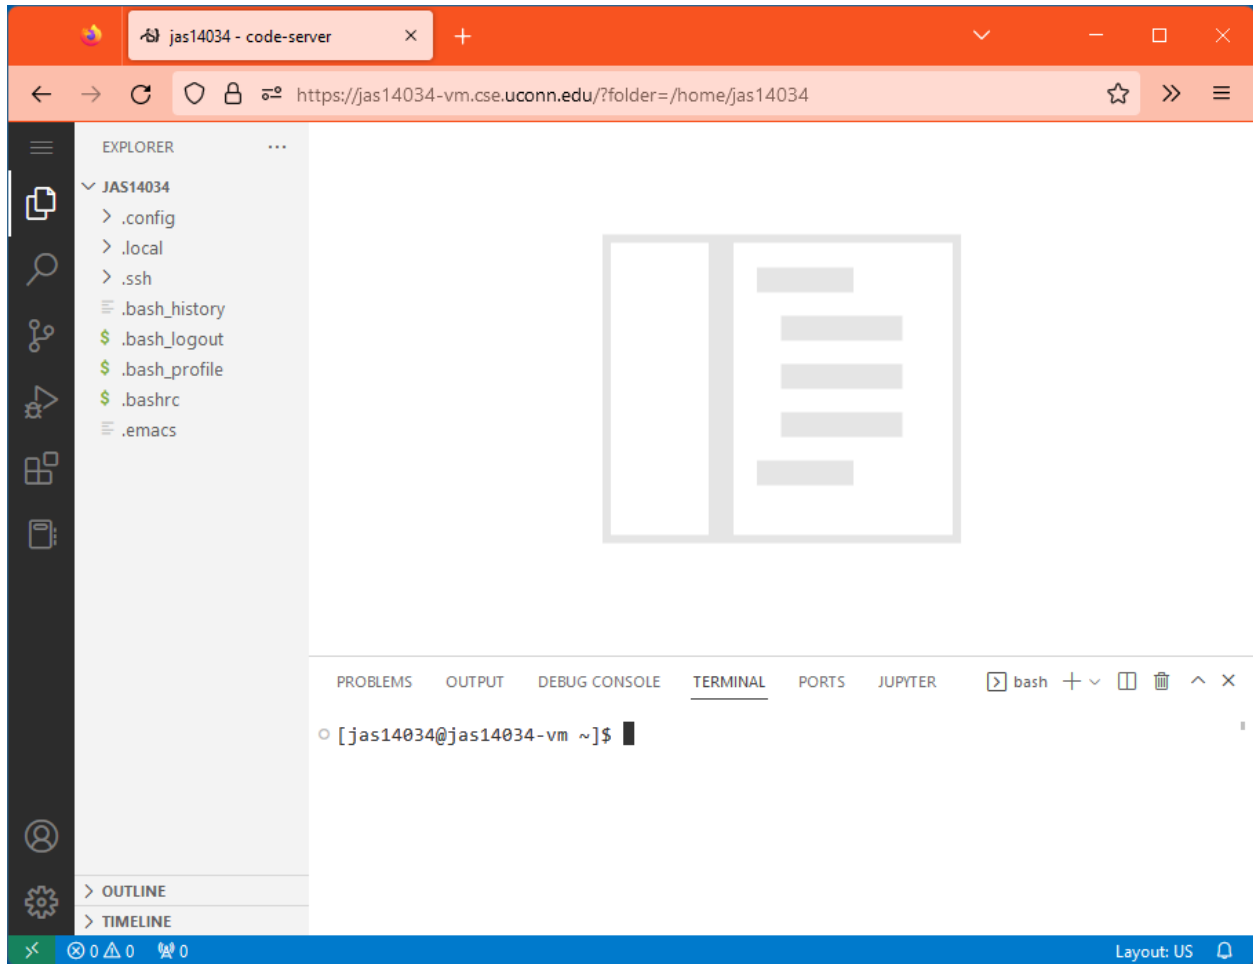 jas14034 - code-server
https://jas14034-vm.cse.uconn.edu/?folder=/home/jas14034
EXPLORER
JAS14034
.config
.local
.ssh
.bash_history
$ .bash_logout
$ .bash_profile
$ .bashrc
.emacs
PROBLEMS OUTPUT DEBUG CONSOLE TERMINAL PORTS JUPYTER bash
[jas14034@jas14034-vm ~]$
OUTLINE
TIMELINE
0 0 0 Layout: US